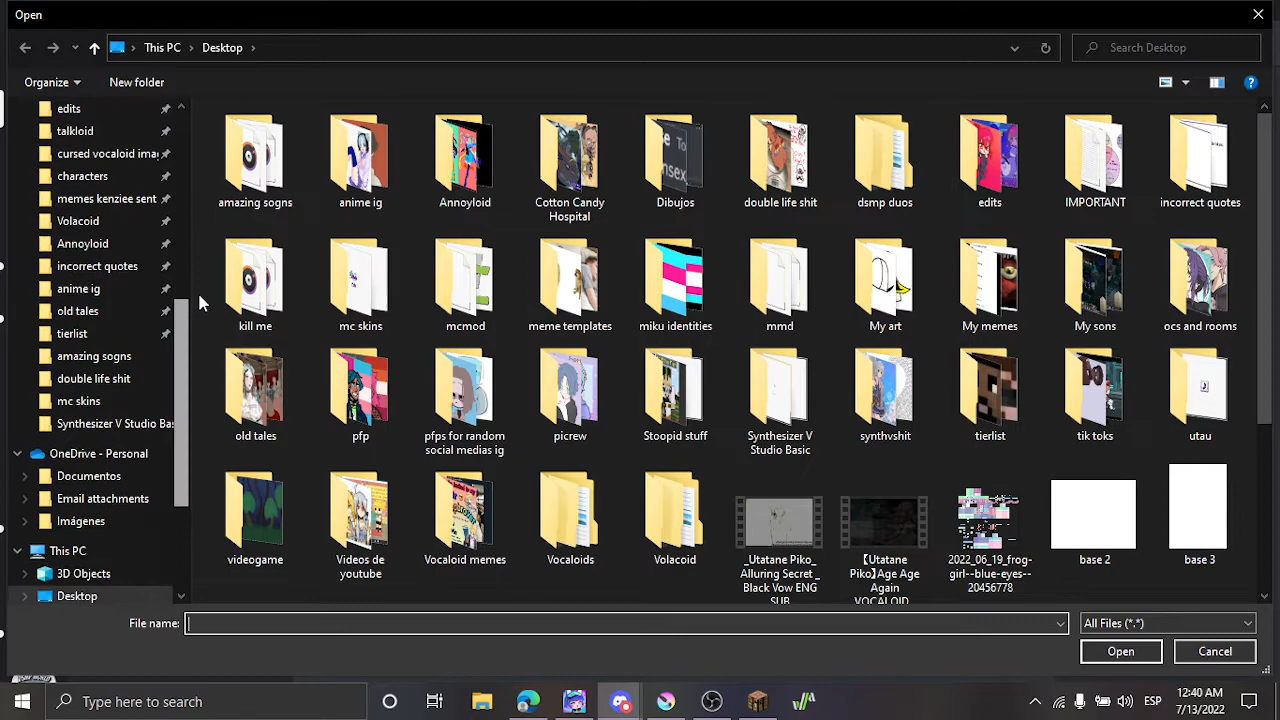 Open
This PC
Desktop
Search Desktop
Organize
New folder
edits
talkloid
cursed vocaloid ima
characters
memes kenziee sent
Volacoid
Annoyloid
incorrect quotes
anime ig
old tales
tierlist
amazing sogns
double life shit
mc skins
Synthesizer V Studio Ba
OneDrive - Personal
Documentos
Email attachments
Imágenes
This PC
3D Objects
Desktop
amazing sogns
anime ig
Annoyloid
Cotton Candy
Hospital
Dibujos
double life shit
dsmp duos
edits
IMPORTANT
incorrect quotes
kill me
mc skins
mcmod
meme templates
miku identities
mmd
My art
My memes
My sons
ocs and rooms
old tales
pfp
pfps for random
social medias ig
picrew
Stoopid stuff
Synthesizer V
Studio Basic
synthvshit
tierlist
tik toks
utau
videogame
Videos de
youtube
Vocaloid memes
Vocaloids
Volacoid
_Utatane Piko_
Alluring Secret _
Black Vow ENG
SUB
【Utatane
Piko】Age Age
Again
VOCALOID
2022_06_19_frog-
girl--blue-eyes--
20456778
base 2
base 3
File name:
All Files (*.*)
Open
Cancel
Type here to search
ESP
12:40 AM
7/13/2022